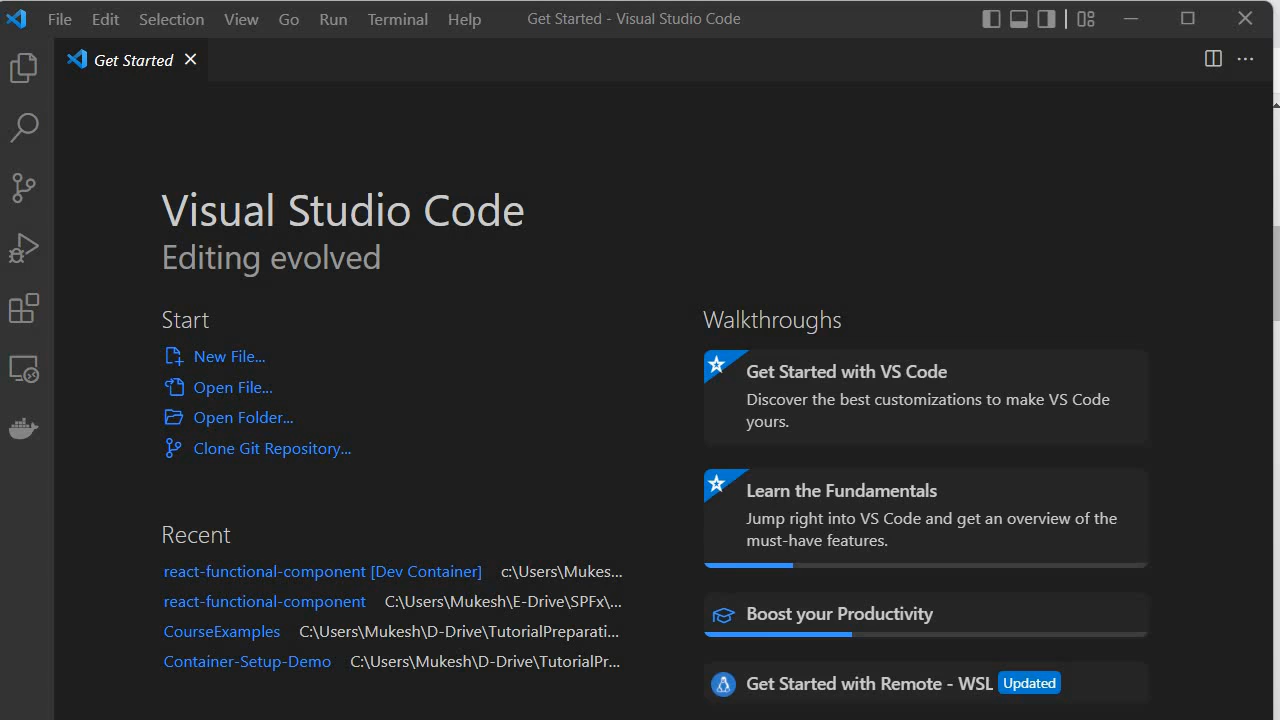 File Edit Selection View Go Run Terminal Help Get Started - Visual Studio Code
Get Started
Visual Studio Code
Editing evolved
Start
New File...
Open File...
Open Folder...
Clone Git Repository...
Recent
react-functional-component [Dev Container] c:\Users\Mukes...
react-functional-component C:\Users\Mukesh\E-Drive\SPFx\...
CourseExamples C:\Users\Mukesh\D-Drive\TutorialPreparati...
Container-Setup-Demo C:\Users\Mukesh\D-Drive\TutorialPr...
Walkthroughs
Get Started with VS Code
Discover the best customizations to make VS Code
yours.
Learn the Fundamentals
Jump right into VS Code and get an overview of the
must-have features.
Boost your Productivity
Get Started with Remote - WSL Updated